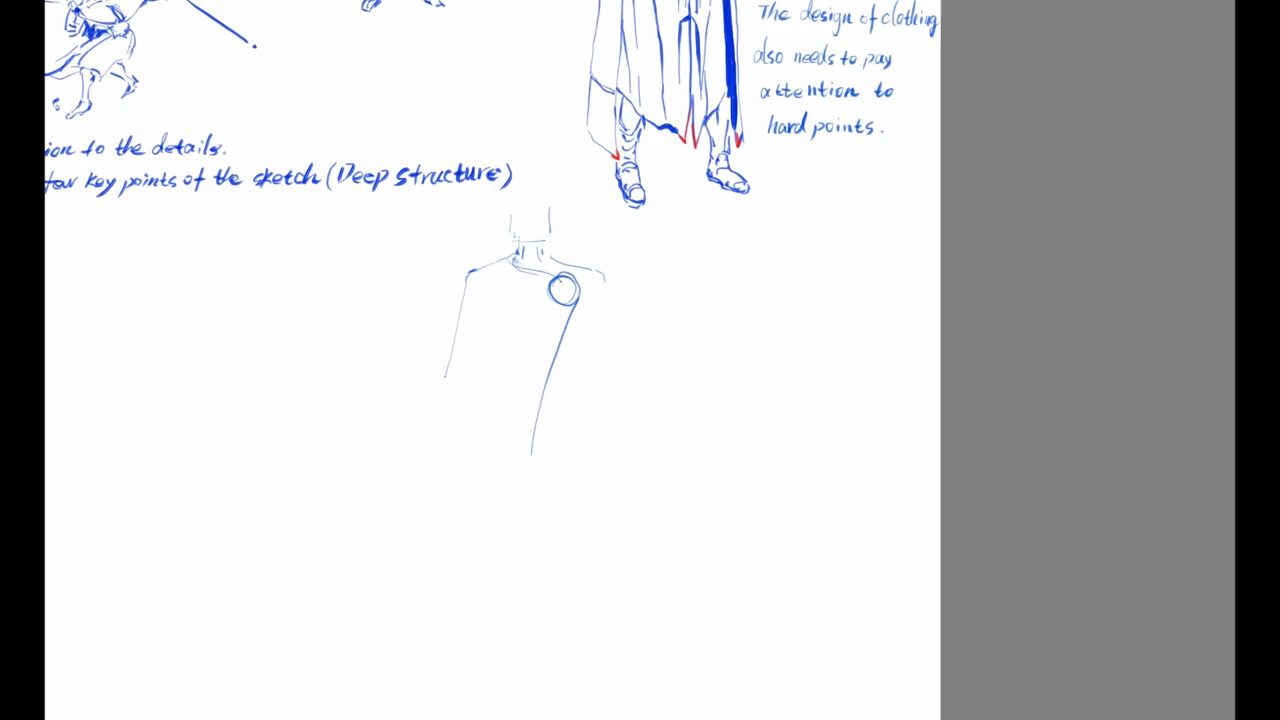 The design of clothing
also needs to pay
attention to
hard points.
ion to the details.
few key points of the sketch (Deep structure)